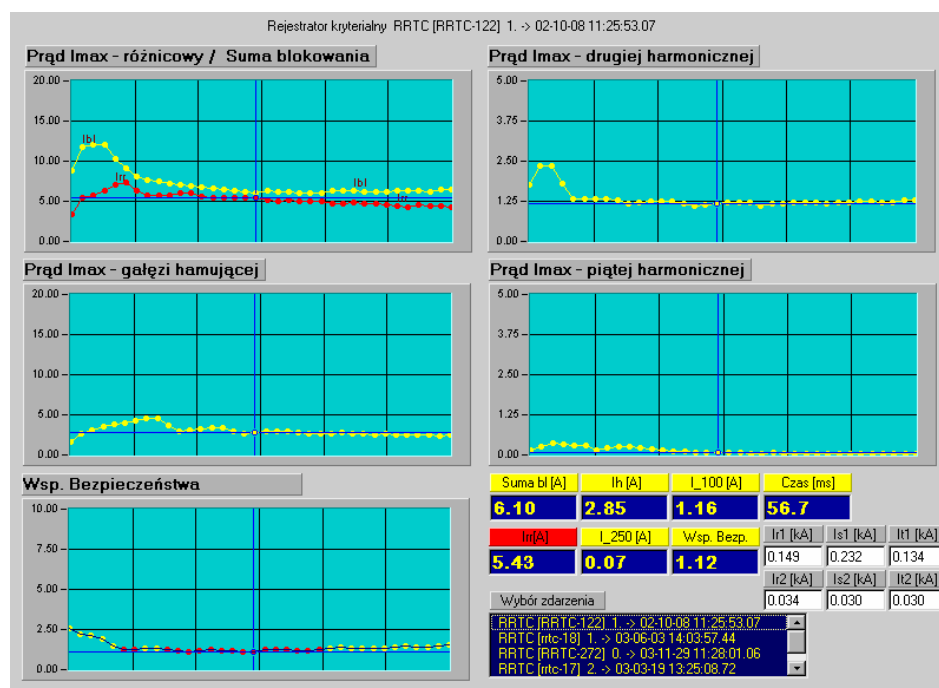 Rejestrator kryterialny RRTC [RRTC-122] 1. -> 02-10-08 11:25:53.07
Prąd Imax - różnicowy / Suma blokowania
20.00
15.00
10.00
5.00
0.00
Ibl
Irr
Ibl
Irr
Prąd Imax - drugiej harmonicznej
5.00
3.75
2.50
1.25
0.00
Prąd Imax - gałęzi hamującej
20.00
15.00
10.00
5.00
0.00
Prąd Imax - piątej harmonicznej
5.00
3.75
2.50
1.25
0.00
Wsp. Bezpieczeństwa
10.00
7.50
5.00
2.50
0.00
Suma bl [A] Ih [A] I_100 [A] Czas [ms]
6.10 2.85 1.16 56.7
Irr[A] I_250 [A] Wsp. Bezp. Ir1 [kA] Is1 [kA] It1 [kA]
5.43 0.07 1.12 0.149 0.232 0.134
Ir2 [kA] Is2 [kA] It2 [kA]
0.034 0.030 0.030
Wybór zdarzenia
RRTC [RRTC-122] 1. -> 02-10-08 11:25:53.07
RRTC [rrtc-18] 1. -> 03-06-03 14:03:57.44
RRTC [RRTC-272] 0. -> 03-11-29 11:28:01.06
RRTC [rrtc-17] 2. -> 03-03-19 13:25:08.72